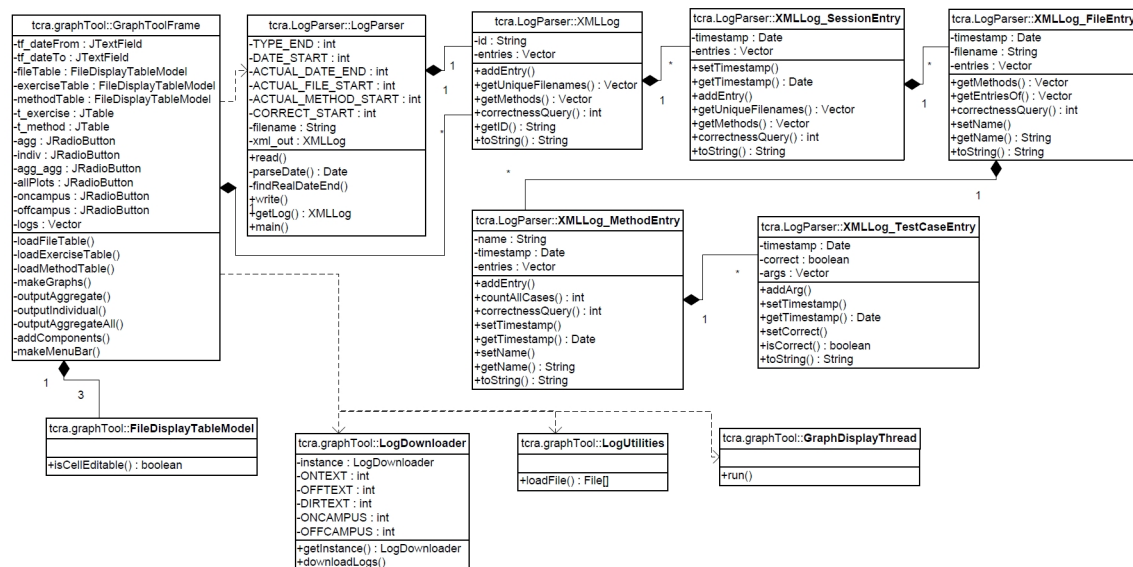 tcra.graphTool::GraphToolFrame
-tf_dateFrom : JTextField
-tf_dateTo : JTextField
-fileTable : FileDisplayTableModel
-exerciseTable : FileDisplayTableModel
-methodTable : FileDisplayTableModel
-t_exercise : JTable
-t_method : JTable
-agg : JRadioButton
-indiv : JRadioButton
-agg_agg : JRadioButton
-allPlots : JRadioButton
-oncampus : JRadioButton
-offcampus : JRadioButton
-logs : Vector
-loadFileTable()
-loadExerciseTable()
-loadMethodTable()
-makeGraphs()
-outputAggregate()
-outputIndividual()
-outputAggregateAll()
-addComponents()
-makeMenuBar()
1
3
tcra.LogParser::LogParser
-TYPE_END : int
-DATE_START : int
-ACTUAL_DATE_END : int
-ACTUAL_FILE_START : int
-ACTUAL_METHOD_START : int
-CORRECT_START : int
-filename : String
-xml_out : XMLLog
+read()
-parseDate() : Date
-findRealDateEnd()
+write()
+getLog() : XMLLog
+main()
1
1
1
*
tcra.LogParser::XMLLog
-id : String
-entries : Vector
+addEntry()
+getUniqueFilenames() : Vector
+getMethods() : Vector
+correctnessQuery() : int
+getID() : String
+toString() : String
1
*
tcra.LogParser::XMLLog_SessionEntry
-timestamp : Date
-entries : Vector
+setTimestamp()
+getTimestamp() : Date
+addEntry()
+getUniqueFilenames() : Vector
+getMethods() : Vector
+correctnessQuery() : int
+toString() : String
1
*
tcra.LogParser::XMLLog_FileEntry
-timestamp : Date
-filename : String
-entries : Vector
+getMethods() : Vector
+getEntriesOf() : Vector
+correctnessQuery() : int
+setName()
+getName() : String
+toString() : String
1
*
tcra.LogParser::XMLLog_MethodEntry
-name : String
-timestamp : Date
-entries : Vector
+addEntry()
+countAllCases() : int
+correctnessQuery() : int
+setTimestamp()
+getTimestamp() : Date
+setName()
+getName() : String
+toString() : String
1
*
tcra.LogParser::XMLLog_TestCaseEntry
-timestamp : Date
-correct : boolean
-args : Vector
+addArg()
+setTimestamp()
+getTimestamp() : Date
+setCorrect()
+isCorrect() : boolean
+toString() : String
tcra.graphTool::FileDisplayTableModel
+isCellEditable() : boolean
tcra.graphTool::LogDownloader
-instance : LogDownloader
-ONTEXT : int
-OFFTEXT : int
-DIRTEXT : int
-ONCAMPUS : int
-OFFCAMPUS : int
+getInstance() : LogDownloader
+downloadLogs()
tcra.graphTool::LogUtilities
+loadFile() : File[]
tcra.graphTool::GraphDisplayThread
+run()